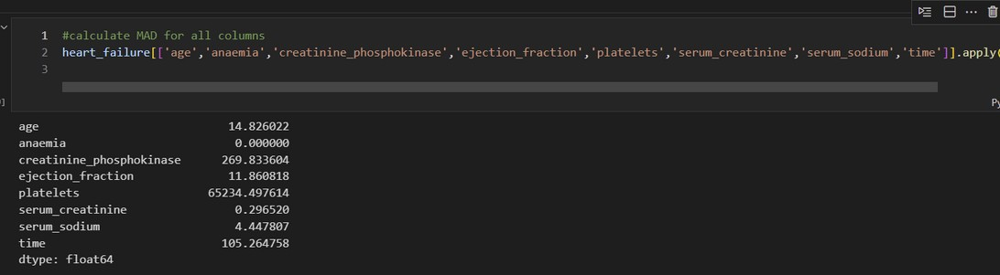 1 #calculate MAD for all columns
2 heart_failure[['age','anaemia','creatinine_phosphokinase','ejection_fraction','platelets','serum_creatinine','serum_sodium','time']].apply(
3
]
Py
age 14.826022
anaemia 0.000000
creatinine_phosphokinase 269.833604
ejection_fraction 11.860818
platelets 65234.497614
serum_creatinine 0.296520
serum_sodium 4.447807
time 105.264758
dtype: float64